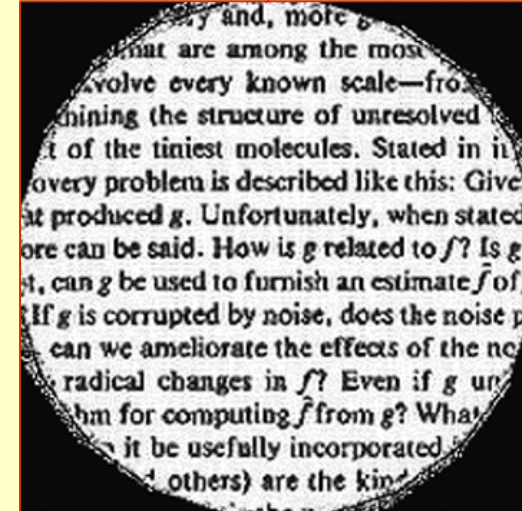 and, more
that are among the most
volve every known scale—fro
mining the structure of unresolved
t of the tiniest molecules. Stated in i
overy problem is described like this: Give
at produced g. Unfortunately, when stated
ore can be said. How is g related to f? Is g
t, can g be used to furnish an estimate f̂ of
If g is corrupted by noise, does the noise p
can we ameliorate the effects of the no
radical changes in f? Even if g un
hm for computing f̂ from g? What
it be usefully incorporated
others) are the kind